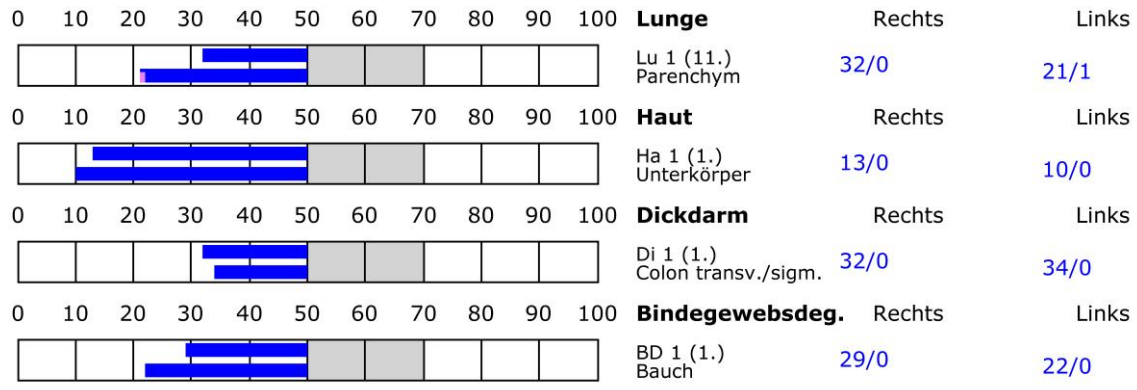 0 10 20 30 40 50 60 70 80 90 100 Lunge Rechts Links
Lu 1 (11.)
Parenchym 32/0 21/1
0 10 20 30 40 50 60 70 80 90 100 Haut Rechts Links
Ha 1 (1.)
Unterkörper 13/0 10/0
0 10 20 30 40 50 60 70 80 90 100 Dickdarm Rechts Links
Di 1 (1.)
Colon transv./sigm. 32/0 34/0
0 10 20 30 40 50 60 70 80 90 100 Bindegewebsdeg. Rechts Links
BD 1 (1.)
Bauch 29/0 22/0